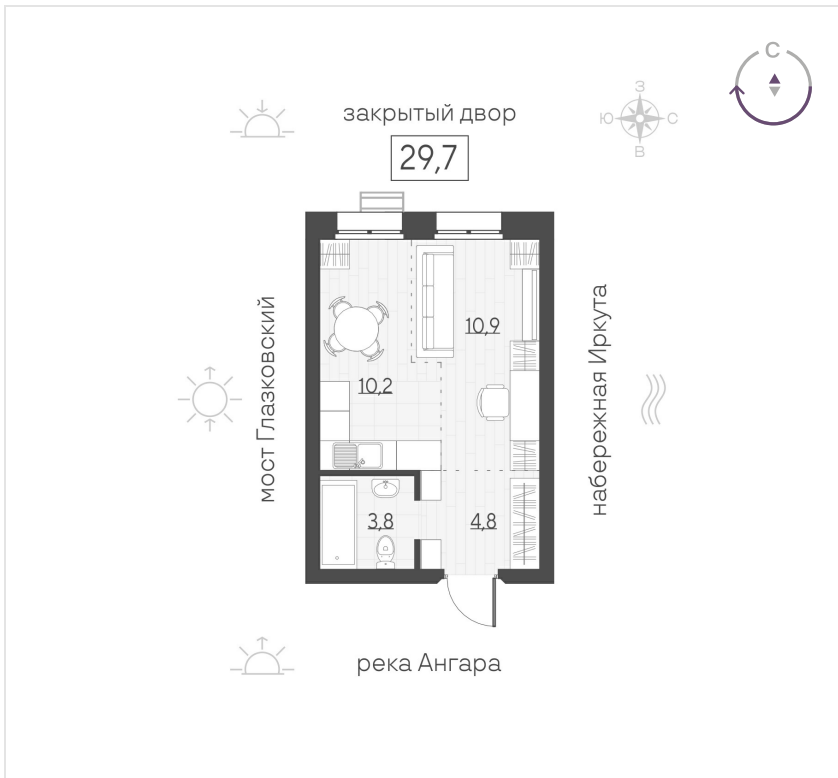 С
закрытый двор
З
Ю
С
В
29,7
мост Глазковский
набережная Иркута
10,9
10,2
3,8
4,8
река Ангара